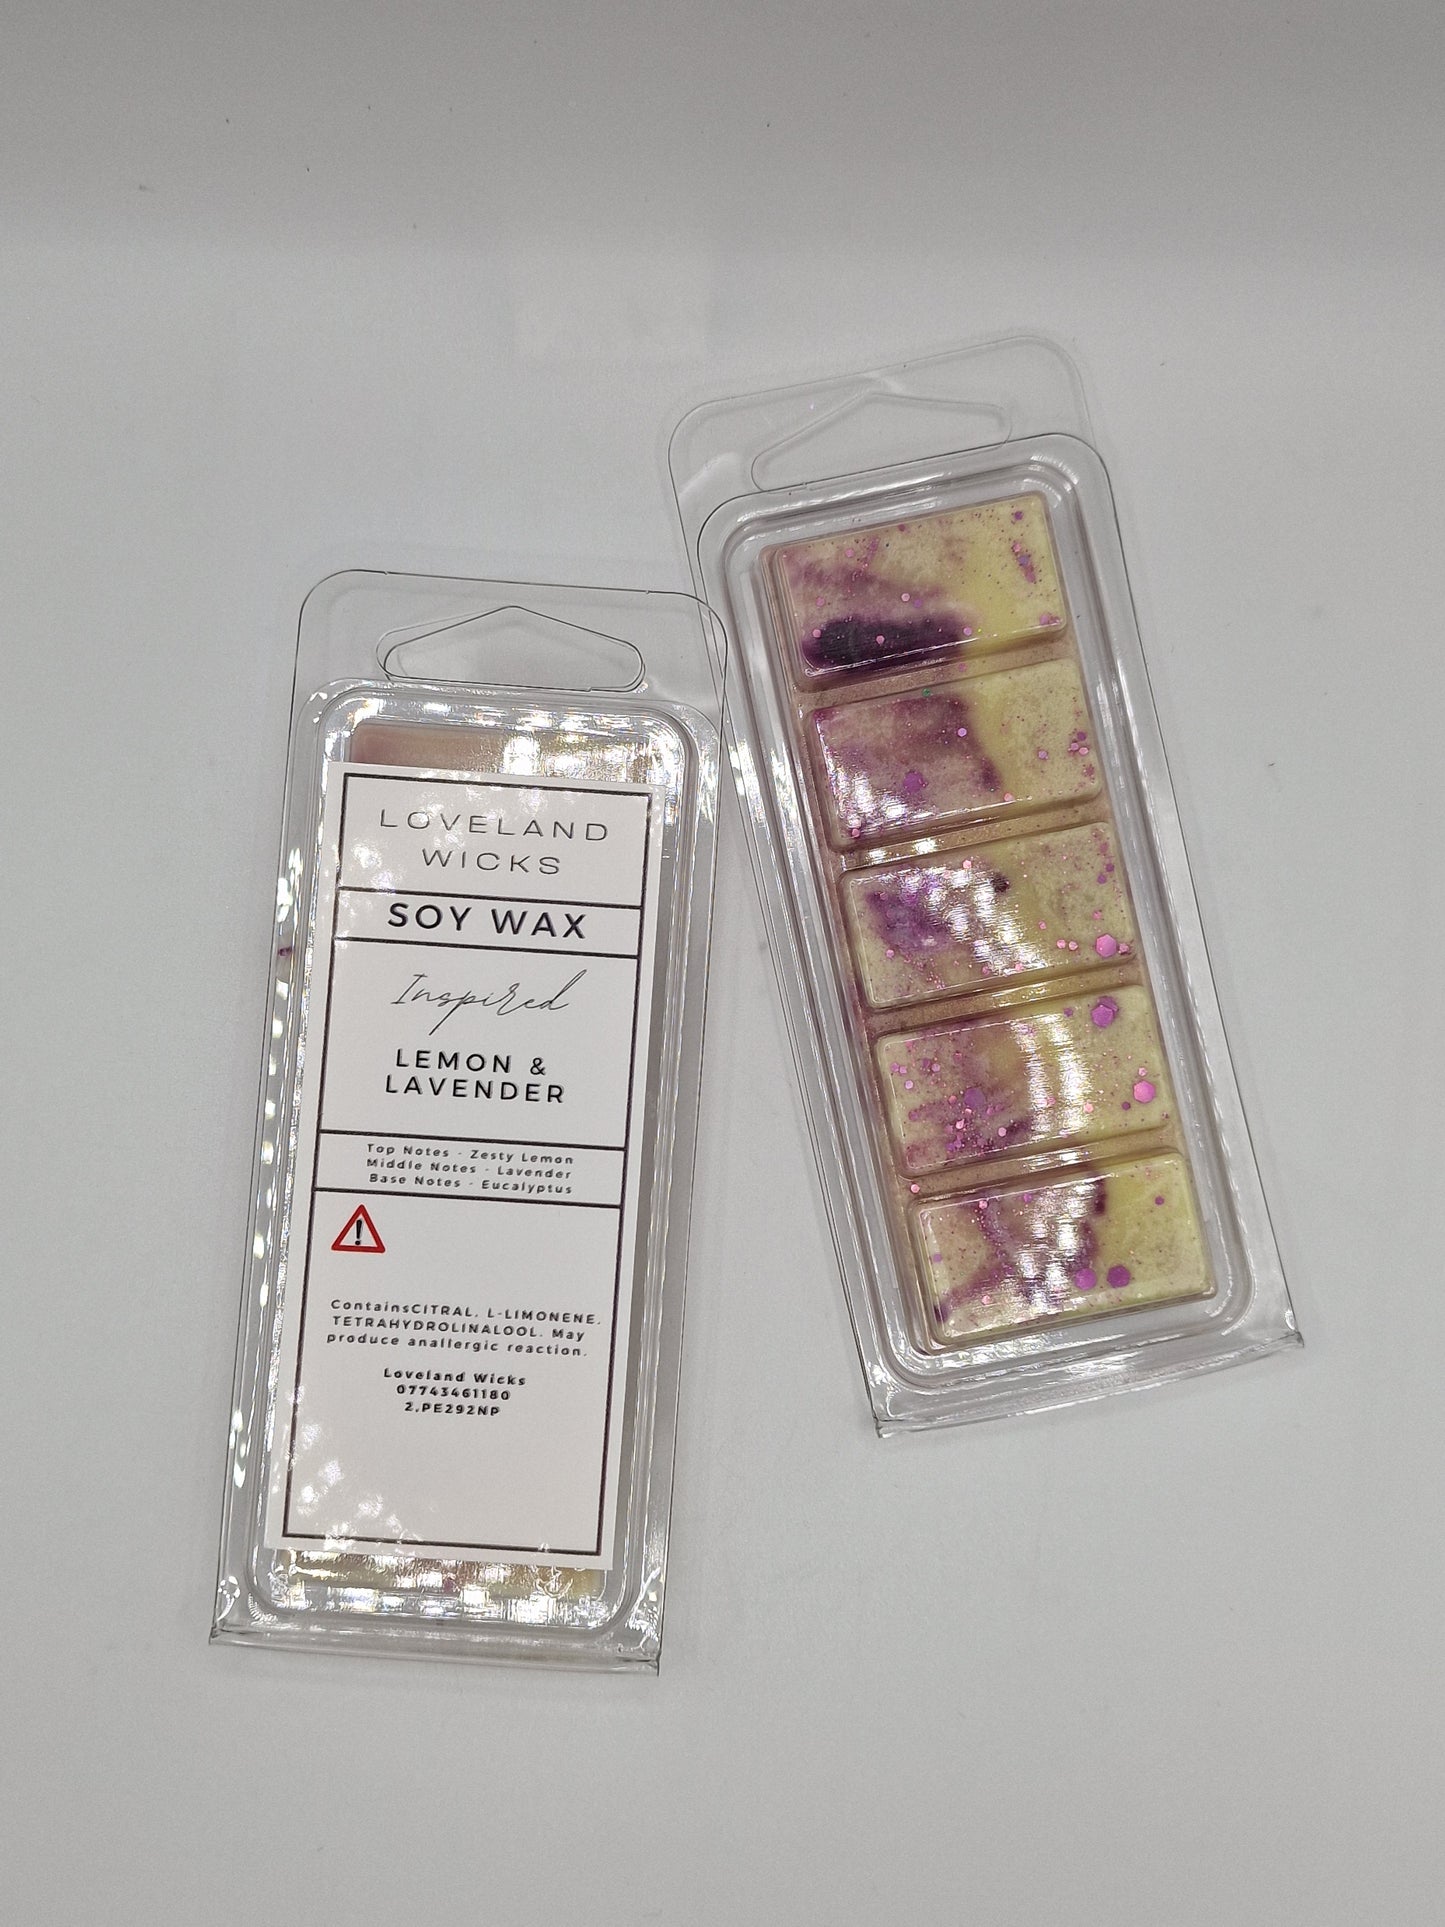 LOVELAND
WICKS
SOY WAX
Inspired
LEMON &
LAVENDER
Top Notes - Zesty Lemon
Middle Notes - Lavender
Base Notes - Eucalyptus
ContainsCITRAL, L-LIMONENE,
TETRAHYDROLINALOOL. May
produce anallergic reaction.
Loveland Wicks
07743461180
2,PE292NP